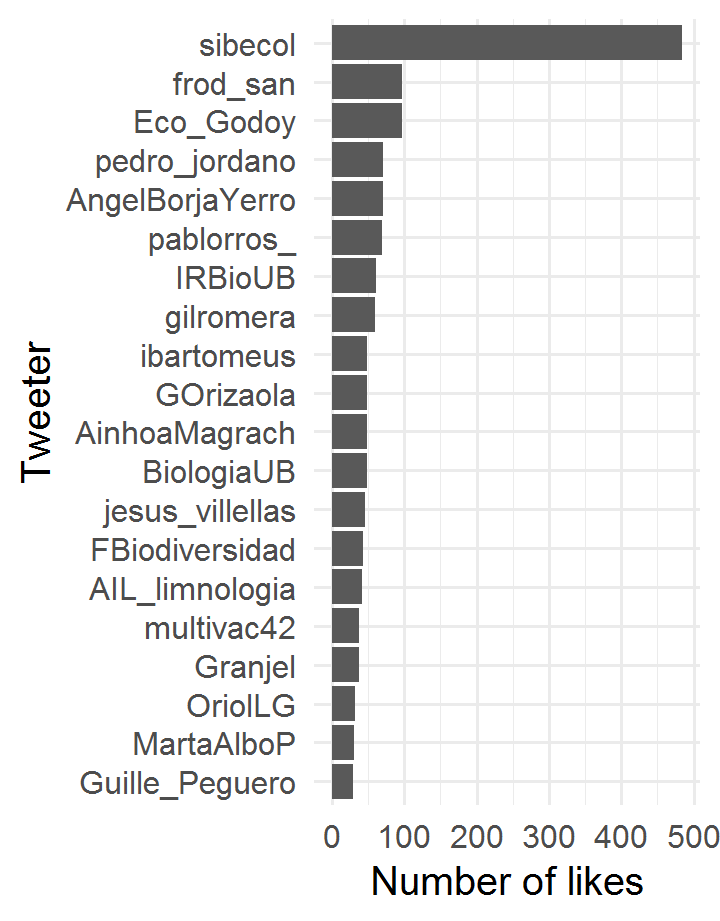 sibecol
frod_san
Eco_Godoy
pedro_jordano
AngelBorjaYerro
pablorros_
IRBioUB
gilromera
ibartomeus
GOrizaola
AinhoaMagrach
BiologiaUB
jesus_villellas
FBiodiversidad
AIL_limnologia
multivac42
Granjel
OriolLG
MartaAlboP
Guille_Peguero
Tweeter
0 100 200 300 400 500
Number of likes